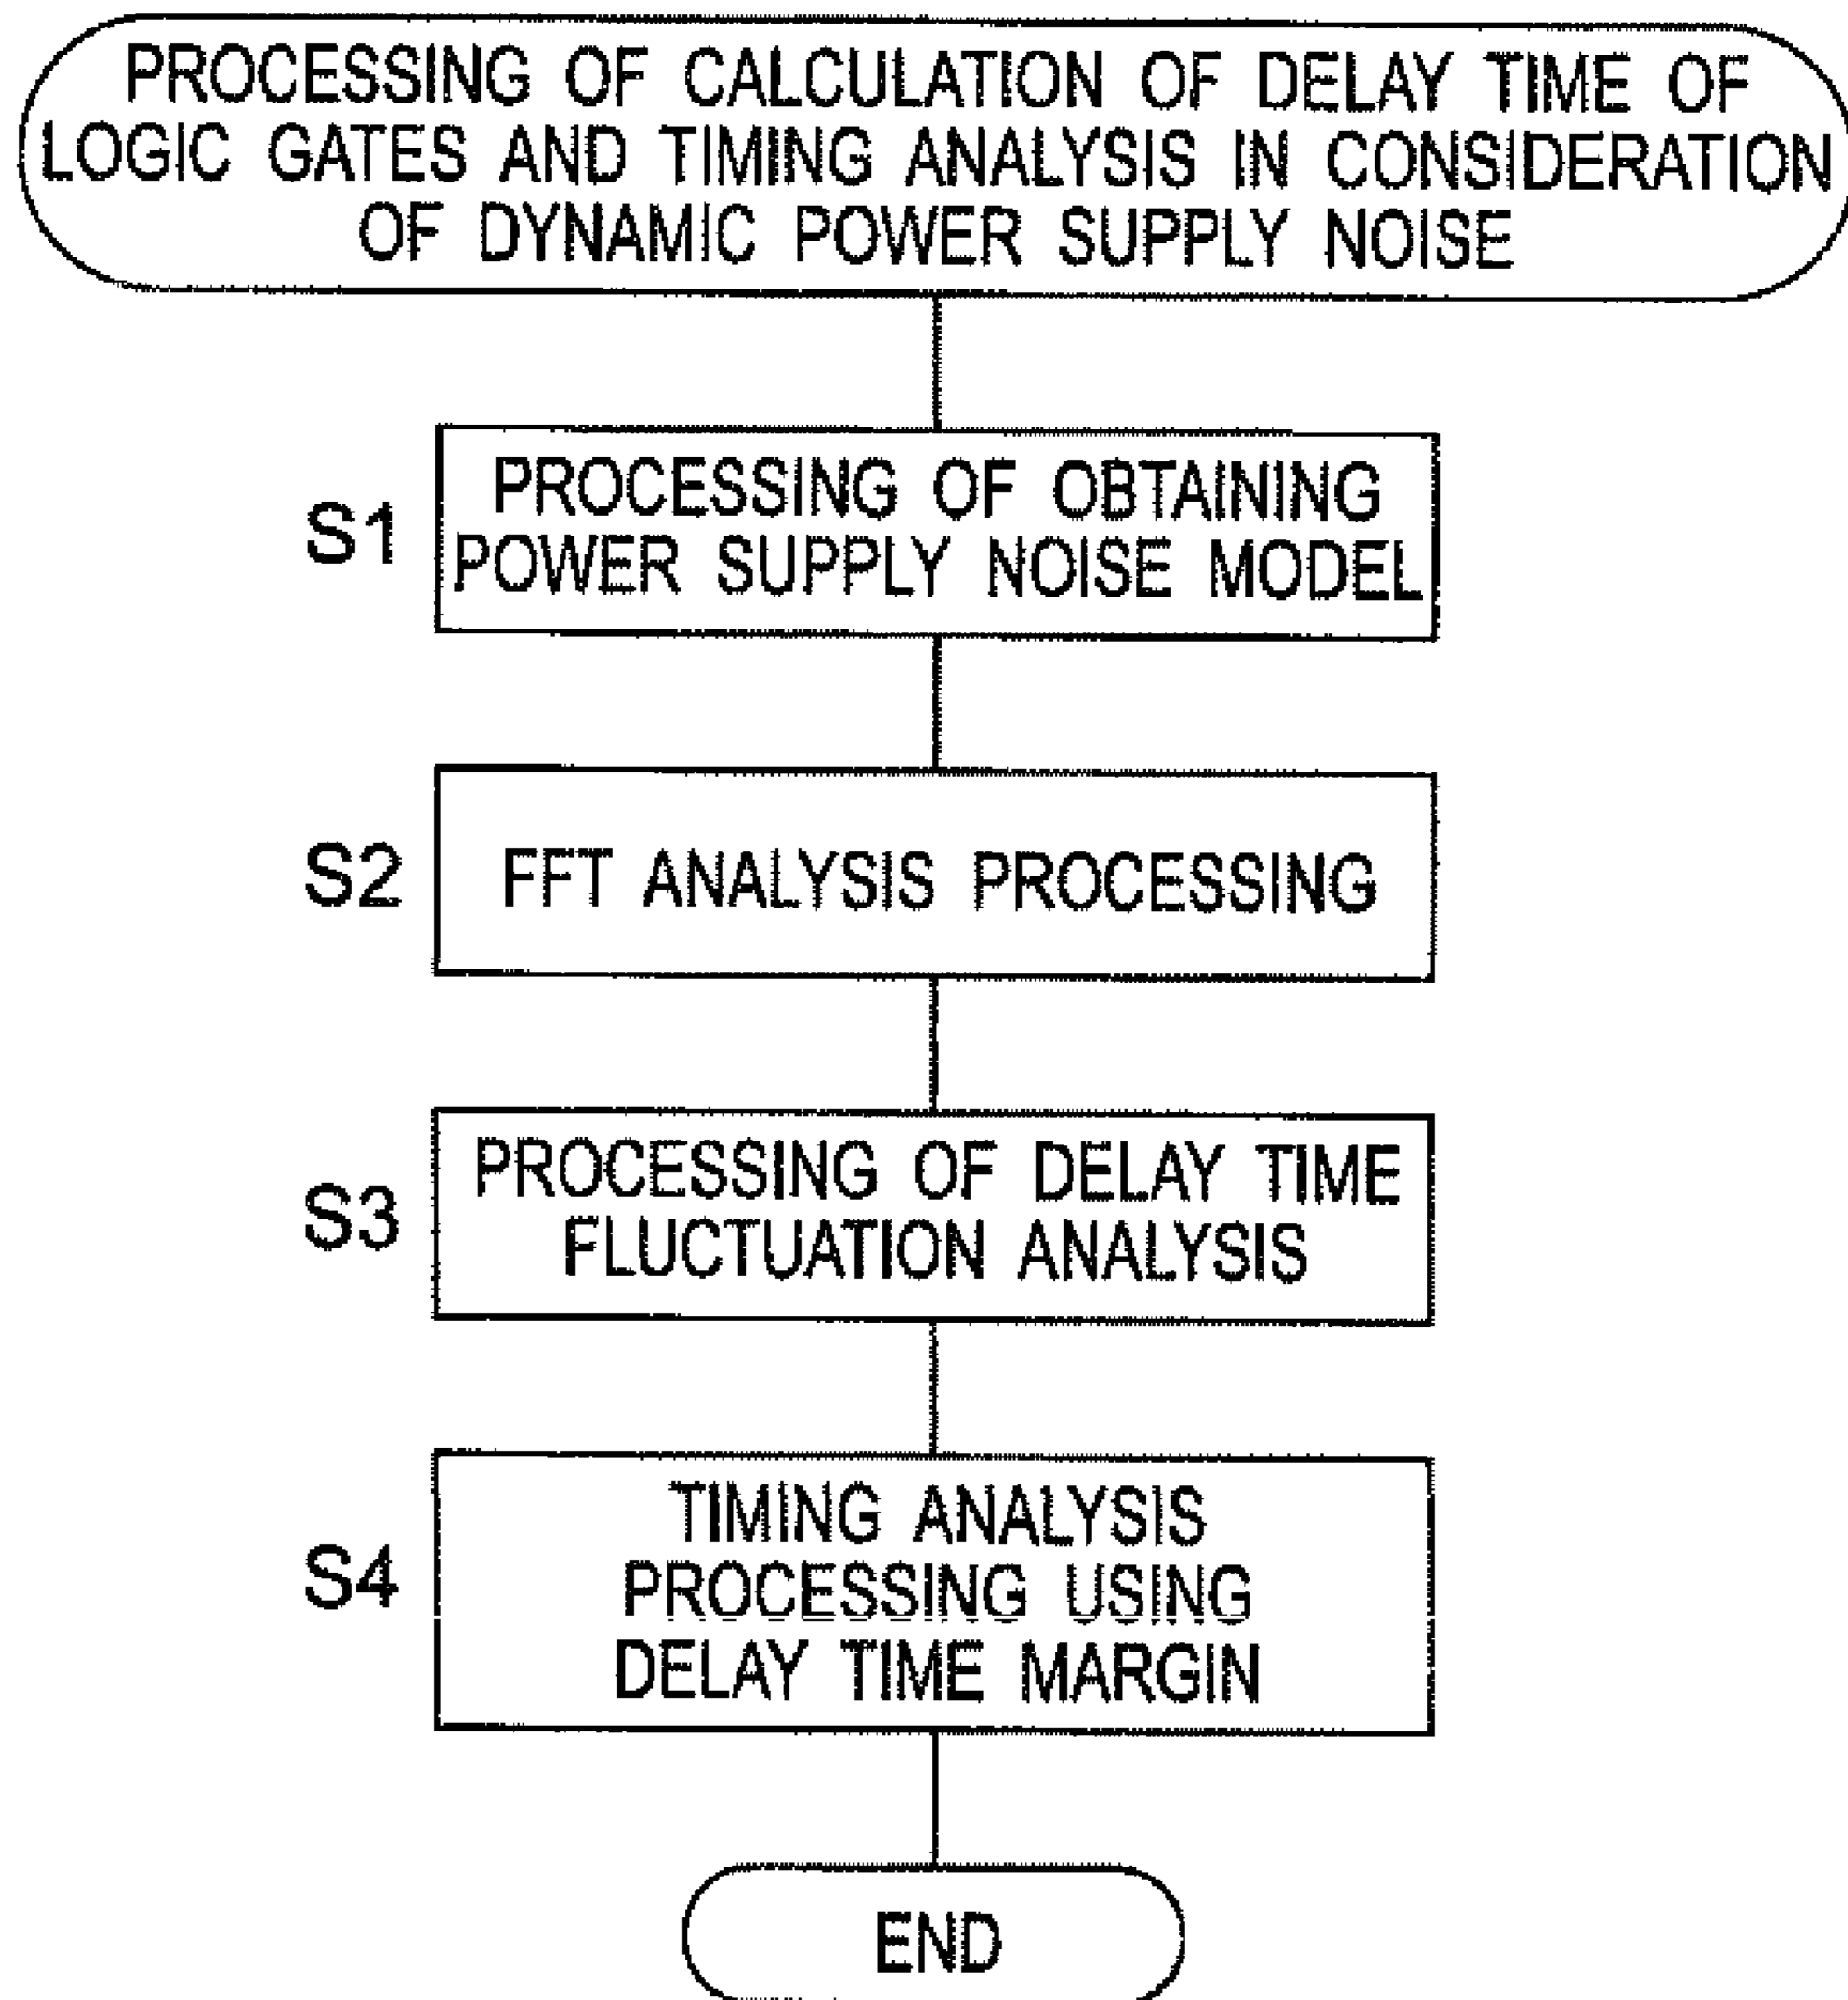 PROCESSING OF CALCULATION OF DELAY TIME OF
LOGIC GATES AND TIMING ANALYSIS IN CONSIDERATION
OF DYNAMIC POWER SUPPLY NOISE
S1
PROCESSING OF OBTAINING
POWER SUPPLY NOISE MODEL
S2
FFT ANALYSIS PROCESSING
S3
PROCESSING OF DELAY TIME
FLUCTUATION ANALYSIS
S4
TIMING ANALYSIS
PROCESSING USING
DELAY TIME MARGIN
END